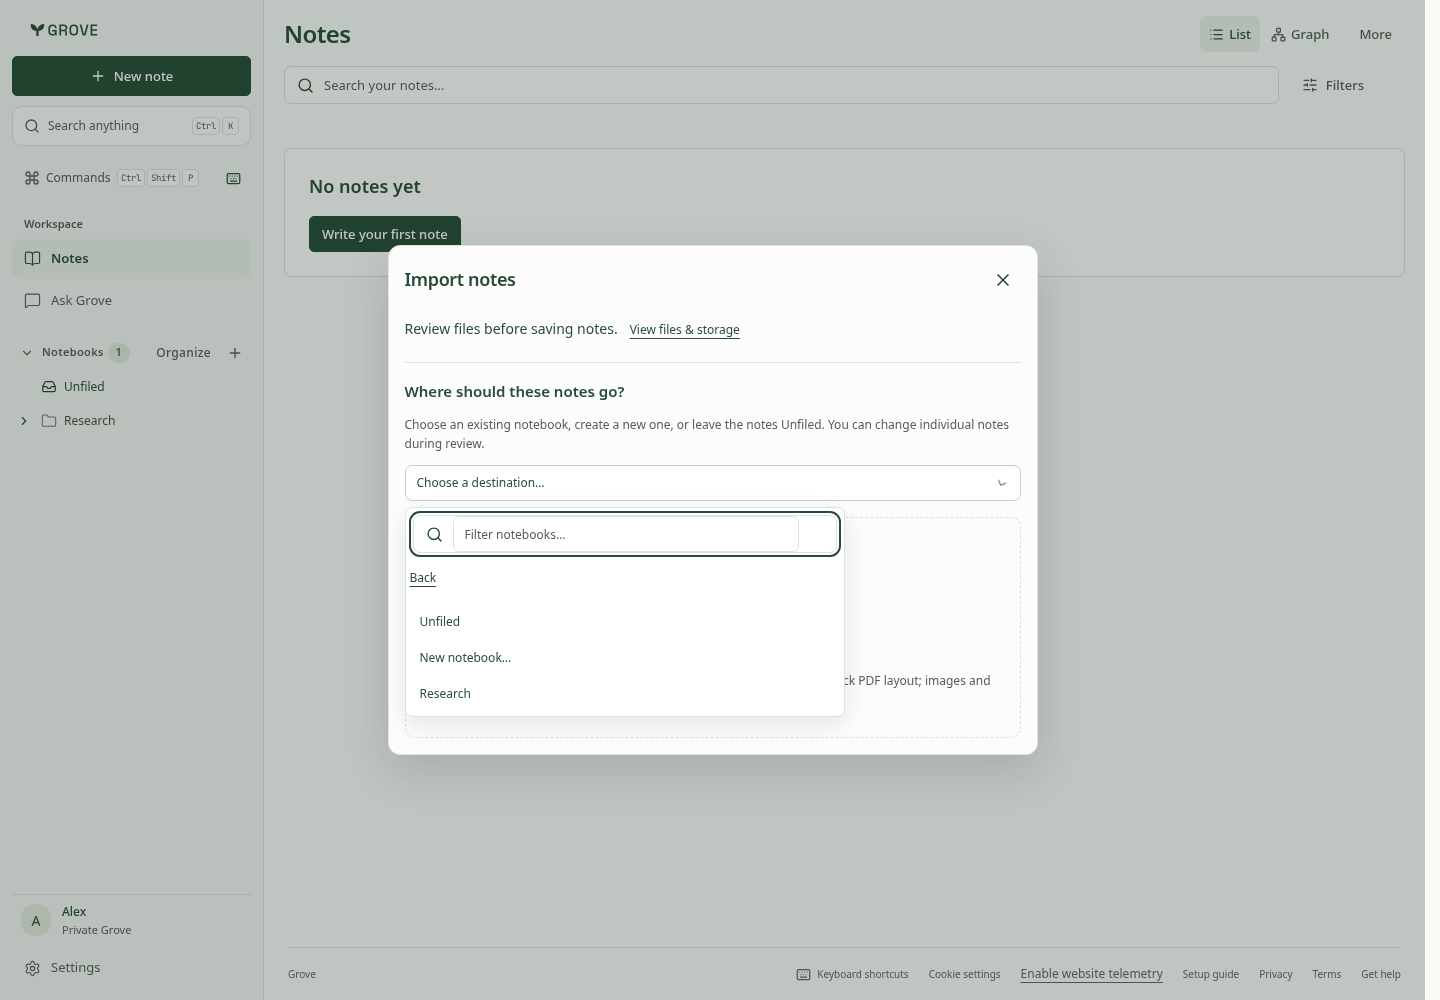 GROVE
New note
Search anything
Ctrl K
Commands Ctrl Shift P
Workspace
Notes
Ask Grove
Notebooks 1 Organize
Unfiled
Research
A
Alex
Private Grove
Settings
Notes
List
Graph
More
Search your notes...
Filters
No notes yet
Write your first note
Import notes
Review files before saving notes. View files & storage
Where should these notes go?
Choose an existing notebook, create a new one, or leave the notes Unfiled. You can change individual notes
during review.
Choose a destination...
Filter notebooks...
Back
Unfiled
New notebook...
Research
ck PDF layout; images and
Grove
Keyboard shortcuts
Cookie settings
Enable website telemetry
Setup guide
Privacy
Terms
Get help